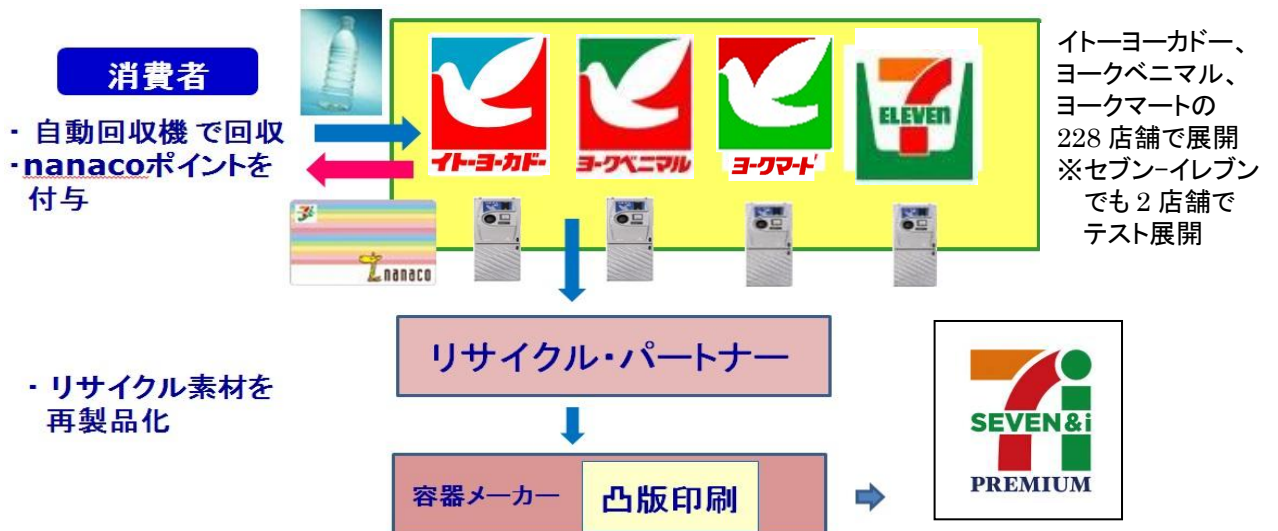 消費者
・ 自動回収機で回収
・nanacoポイントを
付与
イトーヨーカドー
ヨークベニマル
ヨークマート
7
ELEVEn
イトーヨーカドー、
ヨークベニマル、
ヨークマートの
228 店舗で展開
※セブン-イレブン
でも 2 店舗で
テスト展開
nanaco
リサイクル・パートナー
・ リサイクル素材を
再製品化
容器メーカー
凸版印刷
7i
SEVEN&i
PREMIUM